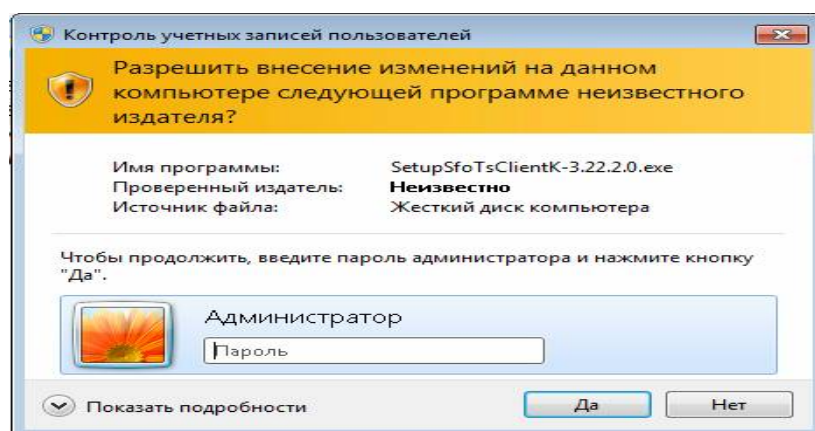 Контроль учетных записей пользователей
Разрешить внесение изменений на данном
компьютере следующей программе неизвестного
издателя?
Имя программы: SetupSfoTsClientK-3.22.2.0.exe
Проверенный издатель: Неизвестно
Источник файла: Жесткий диск компьютера
Чтобы продолжить, введите пароль администратора и нажмите кнопку
"Да".
Администратор
Пароль
Показать подробности Да Нет